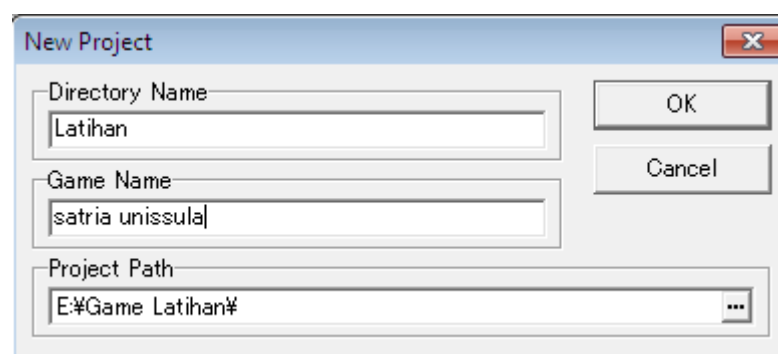 New Project
Directory Name
Latihan
OK
Game Name
satria unissula
Cancel
Project Path
E:¥Game Latihan¥
...